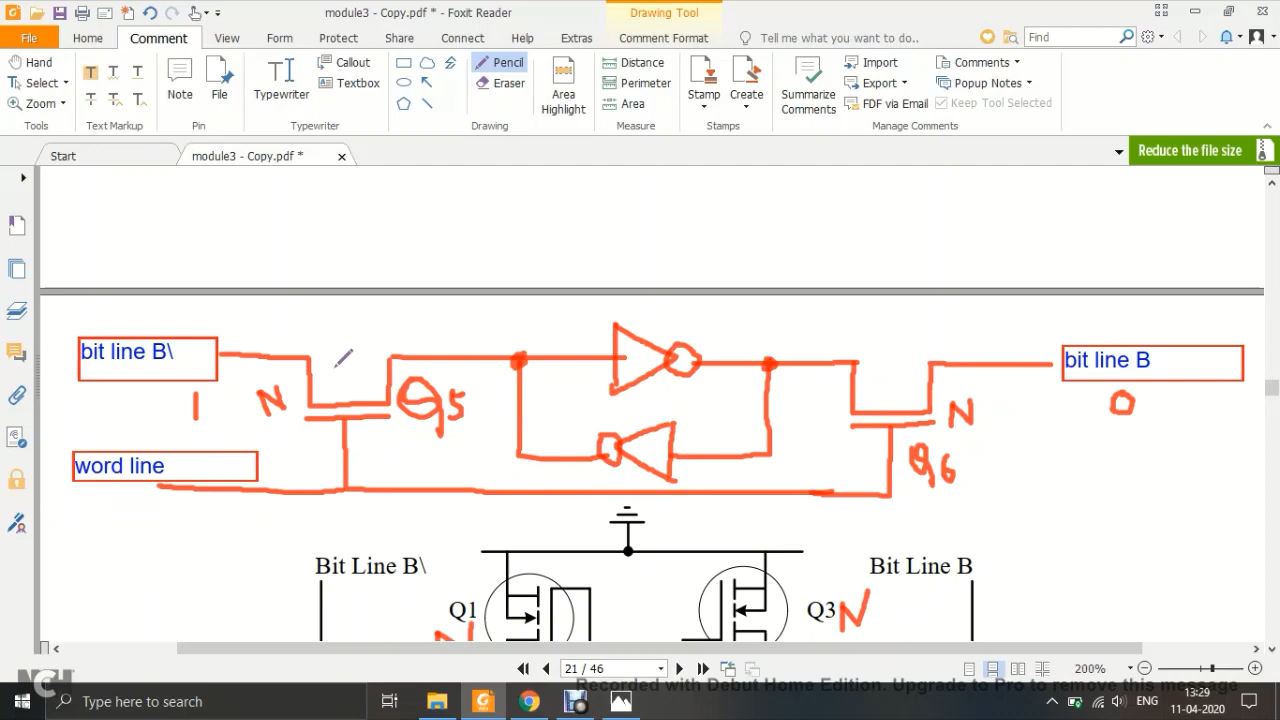 module3 - Copy.pdf * - Foxit Reader
Drawing Tool
File Home Comment View Form Protect Share Connect Help Extras Comment Format Tell me what you want to do... Find
Hand
Select
Zoom
Tools
T T T
T T T
Text Markup
Note
File
Pin
Typewriter
Callout
Textbox
Typewriter
Pencil
Eraser
Drawing
Area
Highlight
Distance
Perimeter
Area
Measure
Stamp
Create
Stamps
Summarize
Comments
Import
Export
FDF via Email
Comments
Popup Notes
Keep Tool Selected
Manage Comments
Start
module3 - Copy.pdf *
Reduce the file size
bit line B\
bit line B
1 N Q5 N 0
word line
Q6
Bit Line B\
Bit Line B
Q1
N
Q3 N
21 / 46
200%
NCH
Recorded with Debut Home Edition. Upgrade to Pro to remove this message
Type here to search
ENG
13:29
11-04-2020